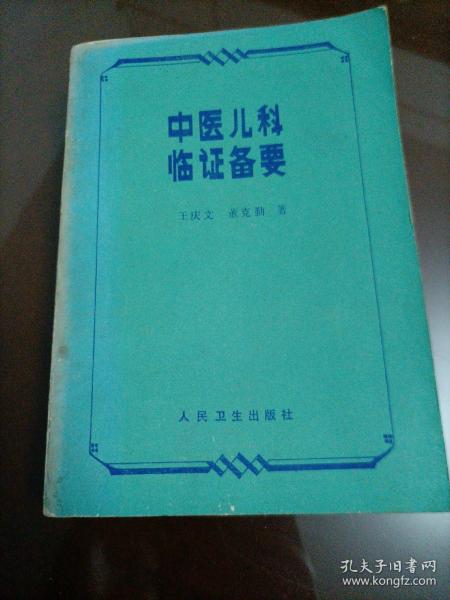 中医儿科
临证备要
王庆文 董克勤 著
人民卫生出版社
孔夫子旧书网
www.kongfz.com